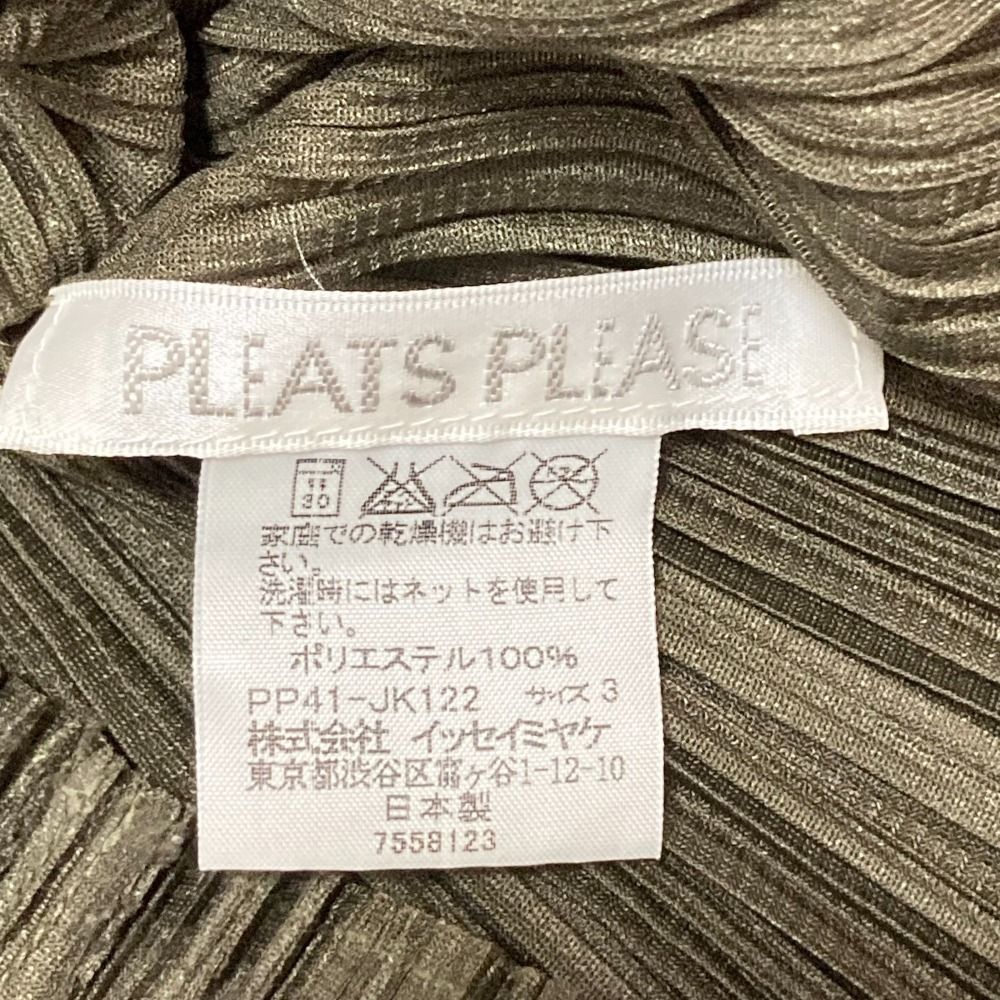 PLEATS PLEASE
30
家庭での乾燥機はお避け下
さい。
洗濯時にはネットを使用して
下さい。
ポリエステル100%
PP41-JK122 サイズ 3
株式会社 イッセイミヤケ
東京都渋谷区富ヶ谷1-12-10
日本製
7558123